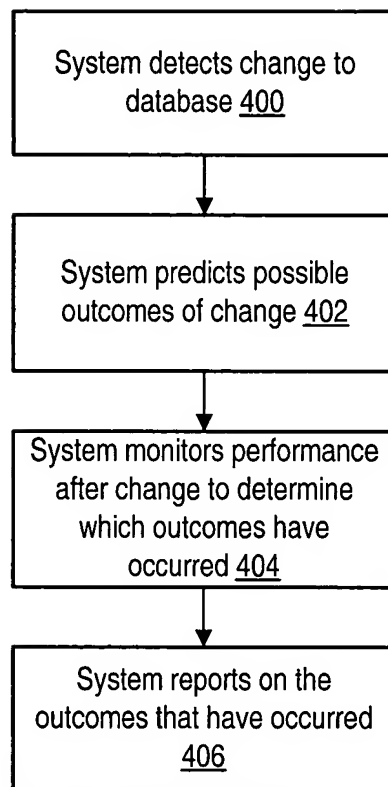 System detects change to
database 400
System predicts possible
outcomes of change 402
System monitors performance
after change to determine
which outcomes have
occurred 404
System reports on the
outcomes that have occurred
406